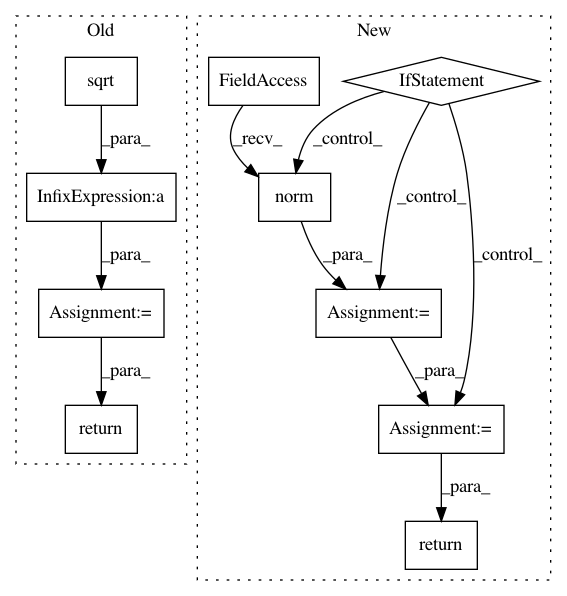 Old
New
sqrt
FieldAccess
IfStatement
_para_
_recv_
_control_
InfixExpression:a
norm
_control_
_control_
_para_
_para_
Assignment:=
Assignment:=
_para_
_para_
return
Assignment:=
_para_
return